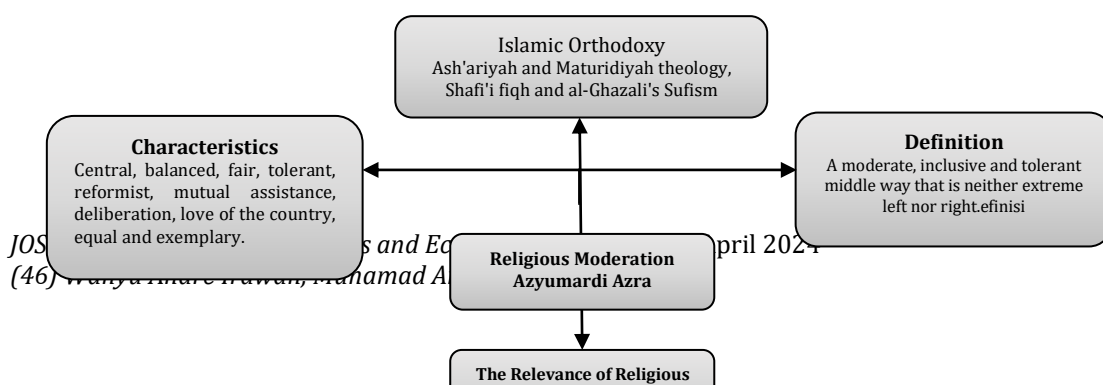 Islamic Orthodoxy
Ash'ariyah and Maturidiyah theology,
Shafi'i fiqh and al-Ghazali's Sufism
Characteristics
Central, balanced, fair, tolerant,
reformist, mutual assistance,
deliberation, love of the country,
equal and exemplary.
Definition
A moderate, inclusive and tolerant
middle way that is neither extreme
left nor right.efinisi
JOS s and Ec pril 2024
(46) Wahyu Andre Irawan, Muhamad A
Religious Moderation
Azyumardi Azra
The Relevance of Religious